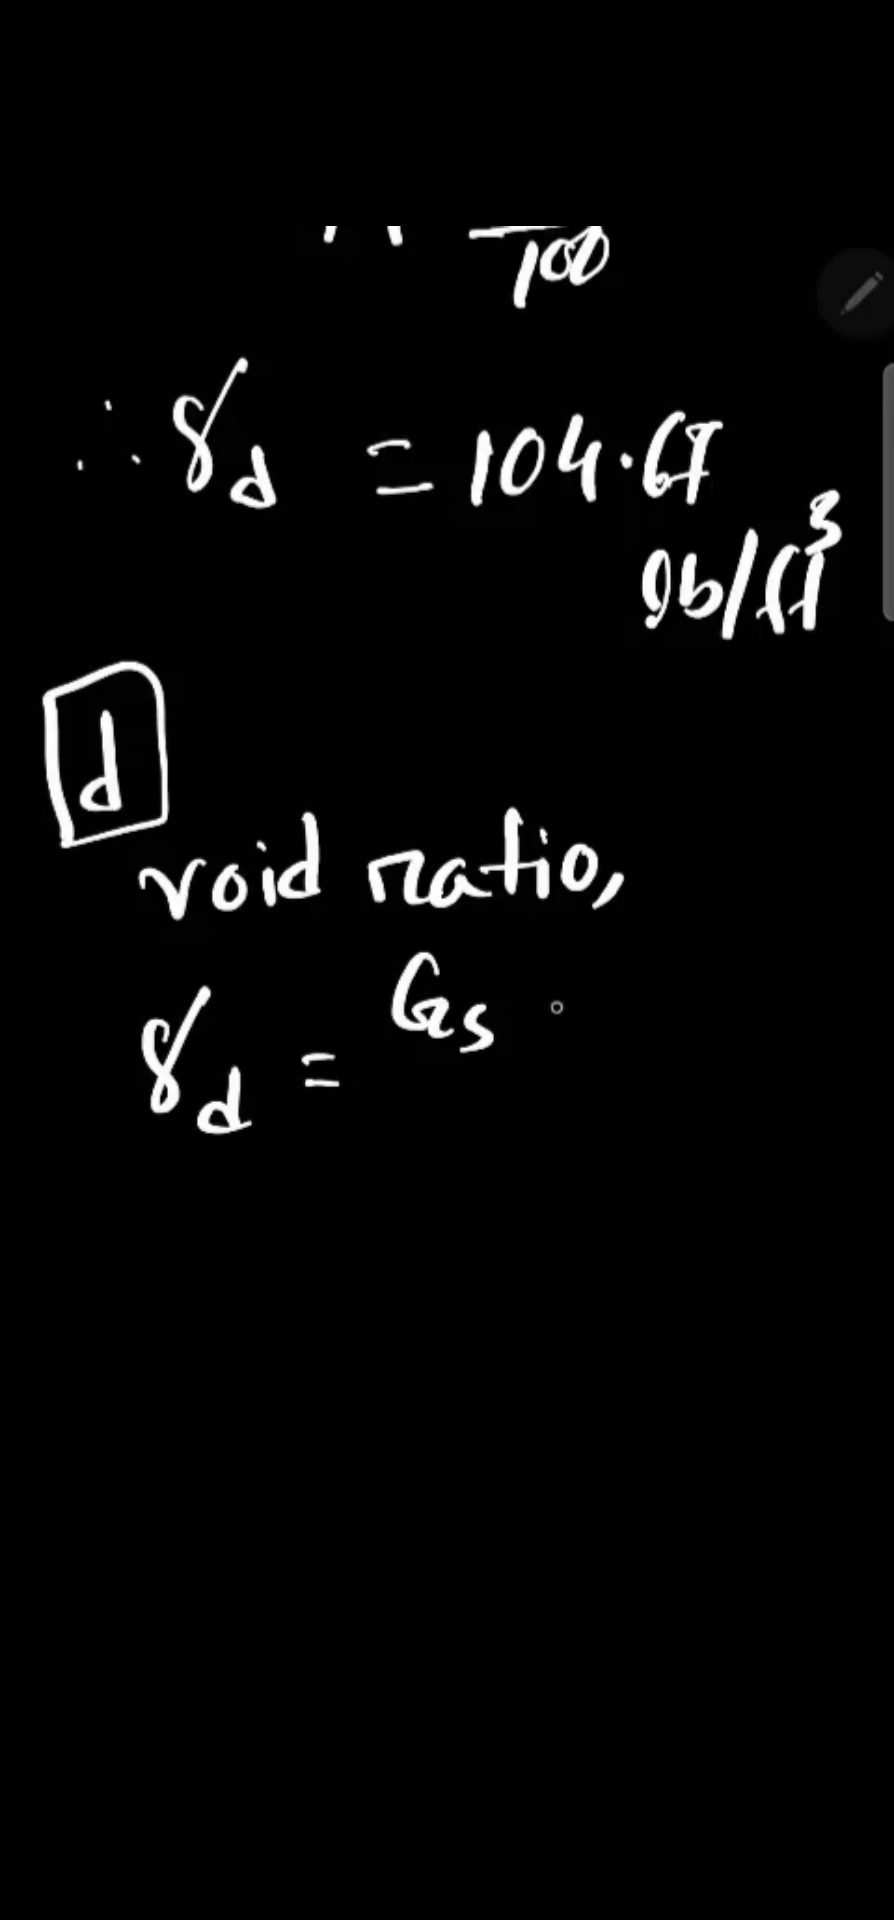 100
∴ γd = 104.67
lb/ft³
d
void ratio,
γd = Gs